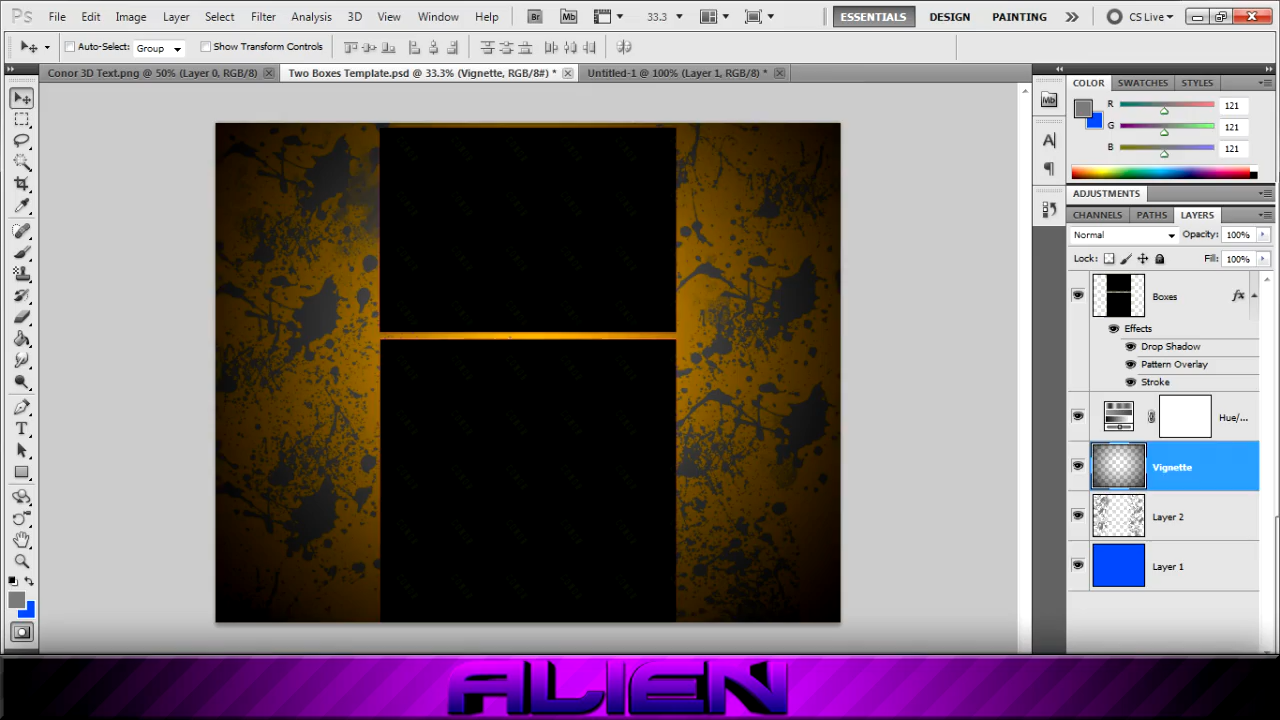 Ps File Edit Image Layer Select Filter Analysis 3D View Window Help Br Mb 33.3 ESSENTIALS DESIGN PAINTING CS Live
Auto-Select: Group Show Transform Controls
Conor 3D Text.png @ 50% (Layer 0, RGB/8) Two Boxes Template.psd @ 33.3% (Vignette, RGB/8#) * Untitled-1 @ 100% (Layer 1, RGB/8) *
COLOR SWATCHES STYLES
R 121
G 121
B 121
ADJUSTMENTS
CHANNELS PATHS LAYERS
Normal Opacity: 100%
Lock: Fill: 100%
Boxes fx
Effects
Drop Shadow
Pattern Overlay
Stroke
Hue/...
Vignette
Layer 2
Layer 1
Mb
A
T
ALIEN